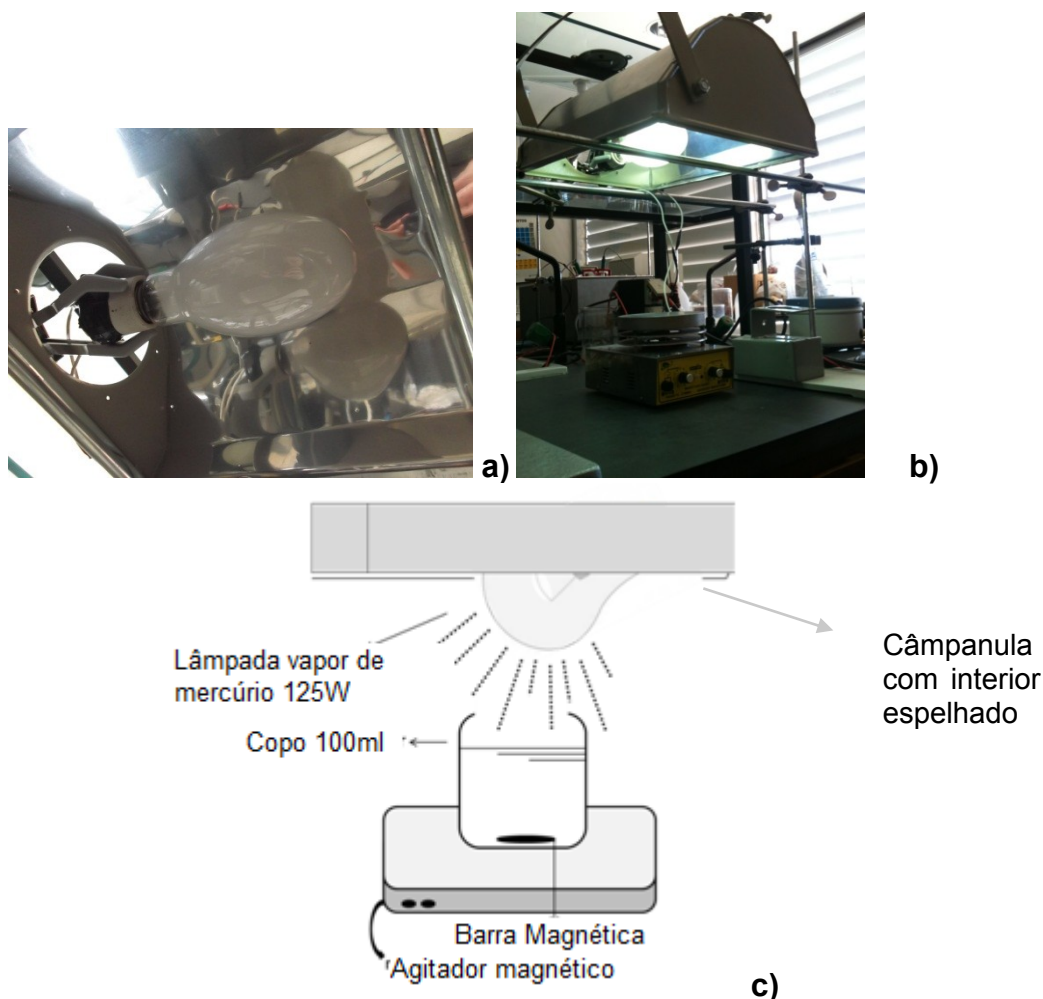 a)
b)
Lâmpada vapor de
mercúrio 125W
Câmpanula
com interior
espelhado
Copo 100ml
Barra Magnética
Agitador magnético
c)